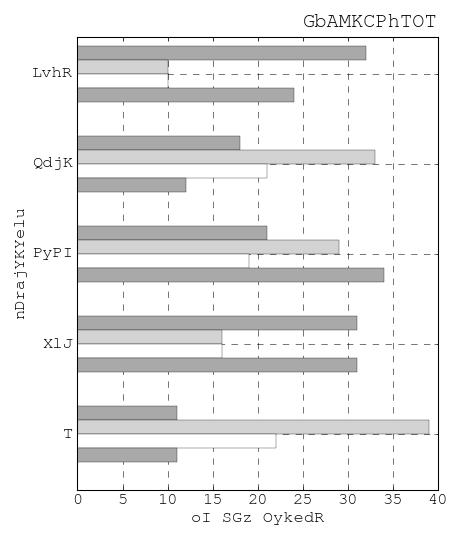 GbAMKCPhTOT
LvhR
QdjK
PyPI
XlJ
T
nDrajYKYelu
0 5 10 15 20 25 30 35 40
oI SGz OykedR